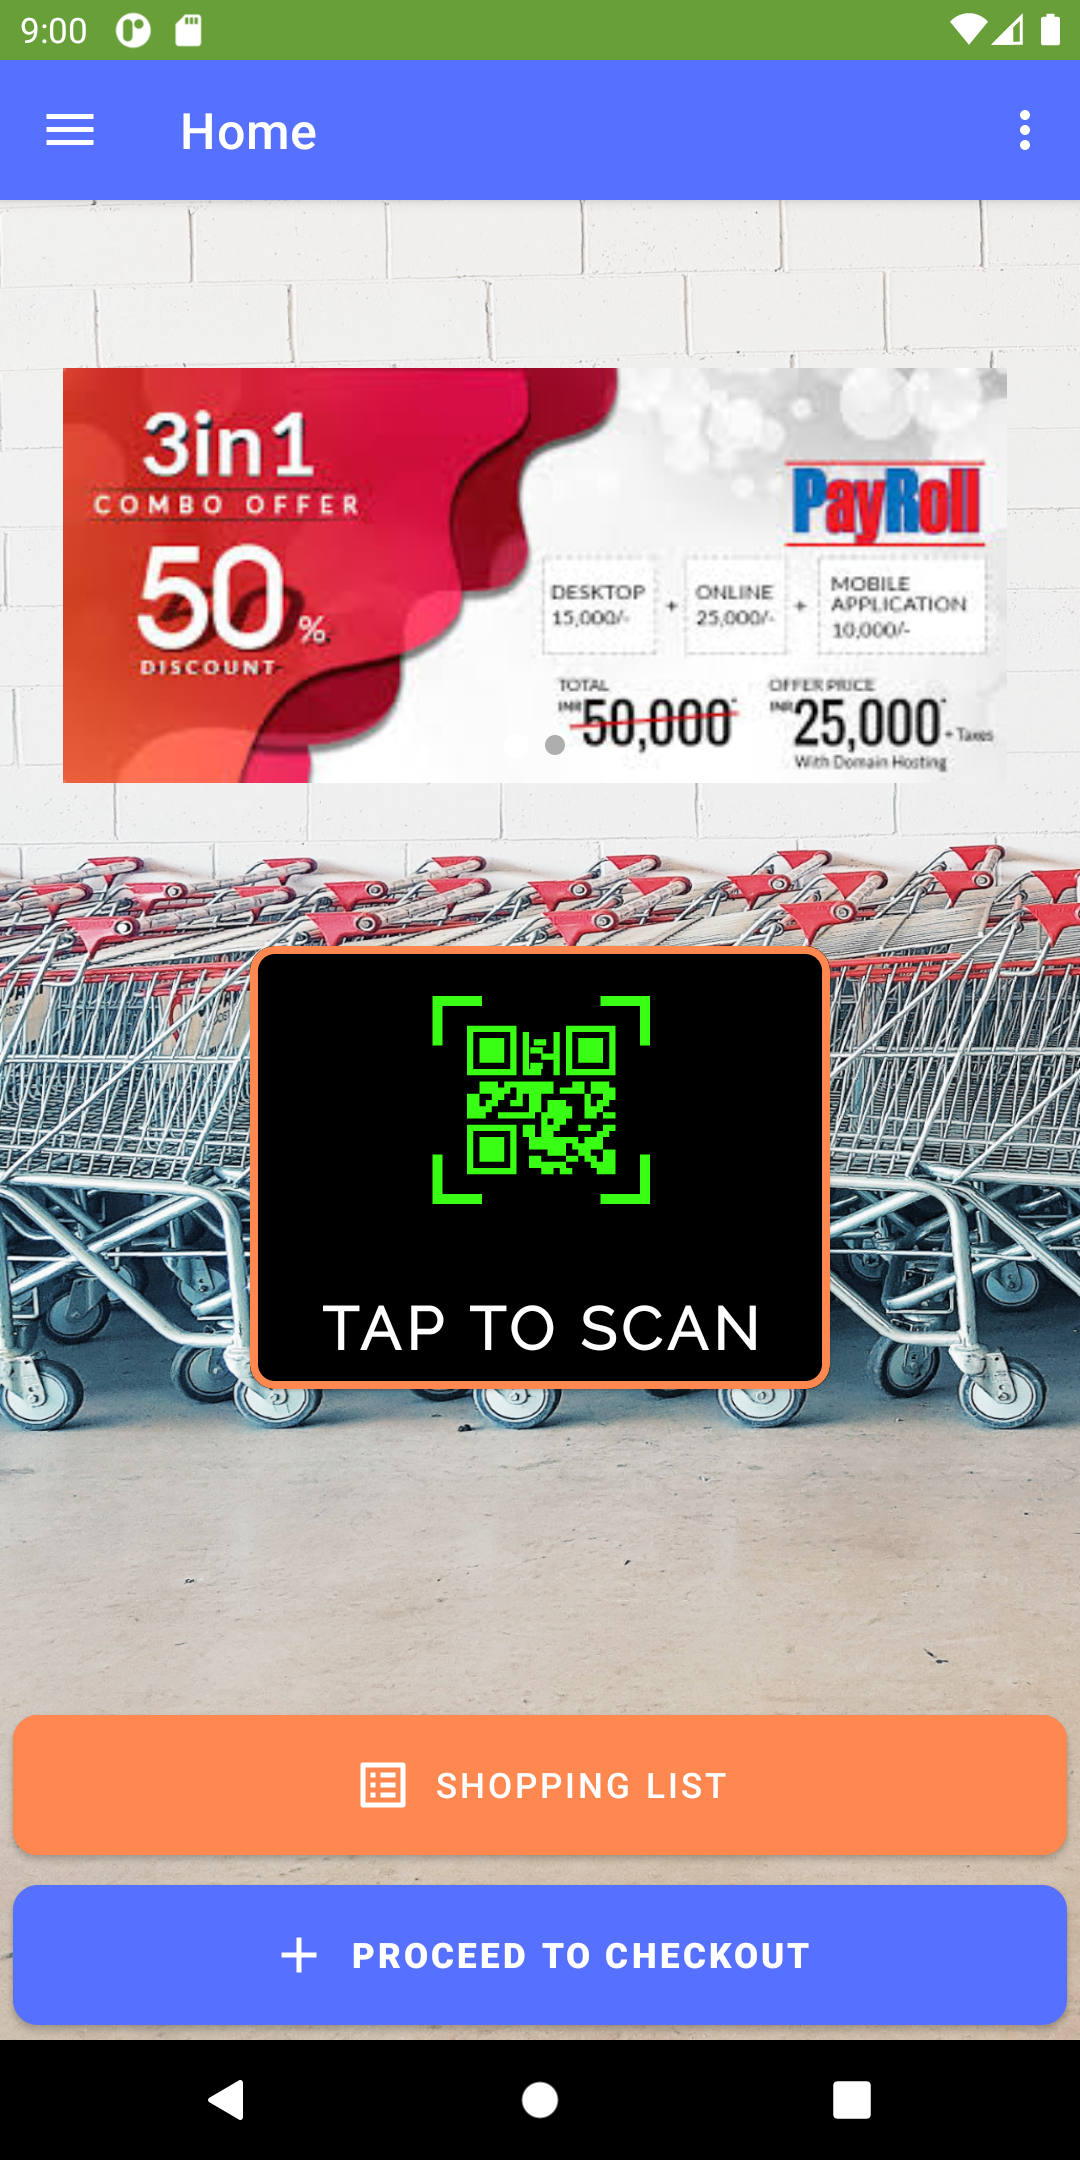 9:00
Home
3in1
COMBO OFFER
50%
DISCOUNT
PayRoll
DESKTOP
15,000/-
+
ONLINE
25,000/-
+
MOBILE
APPLICATION
10,000/-
TOTAL
INR 50,000*
OFFER PRICE
INR 25,000* + Taxes
With Domain Hosting
TAP TO SCAN
SHOPPING LIST
PROCEED TO CHECKOUT